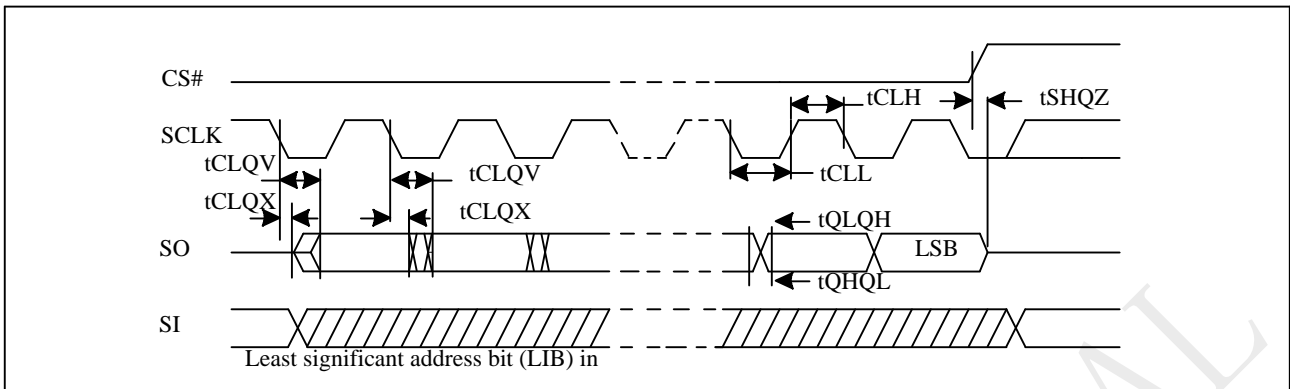 CS#
tCLH
tSHQZ
SCLK
tCLQV
tCLQV
tCLL
tCLQX
tCLQX
tQLQH
SO
LSB
tQHQL
SI
Least significant address bit (LIB) in
AL